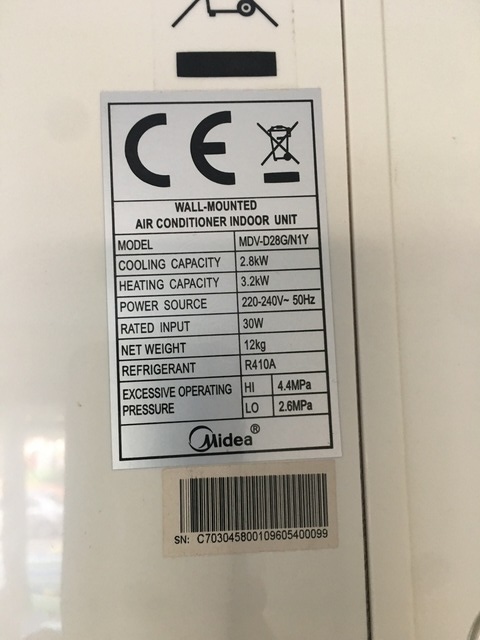 CE
WALL-MOUNTED
AIR CONDITIONER INDOOR UNIT
MODEL MDV-D28G/N1Y
COOLING CAPACITY 2.8kW
HEATING CAPACITY 3.2kW
POWER SOURCE 220-240V~ 50Hz
RATED INPUT 30W
NET WEIGHT 12kg
REFRIGERANT R410A
EXCESSIVE OPERATING PRESSURE HI 4.4MPa
LO 2.6MPa
Midea®
SN: C703045800109605400099